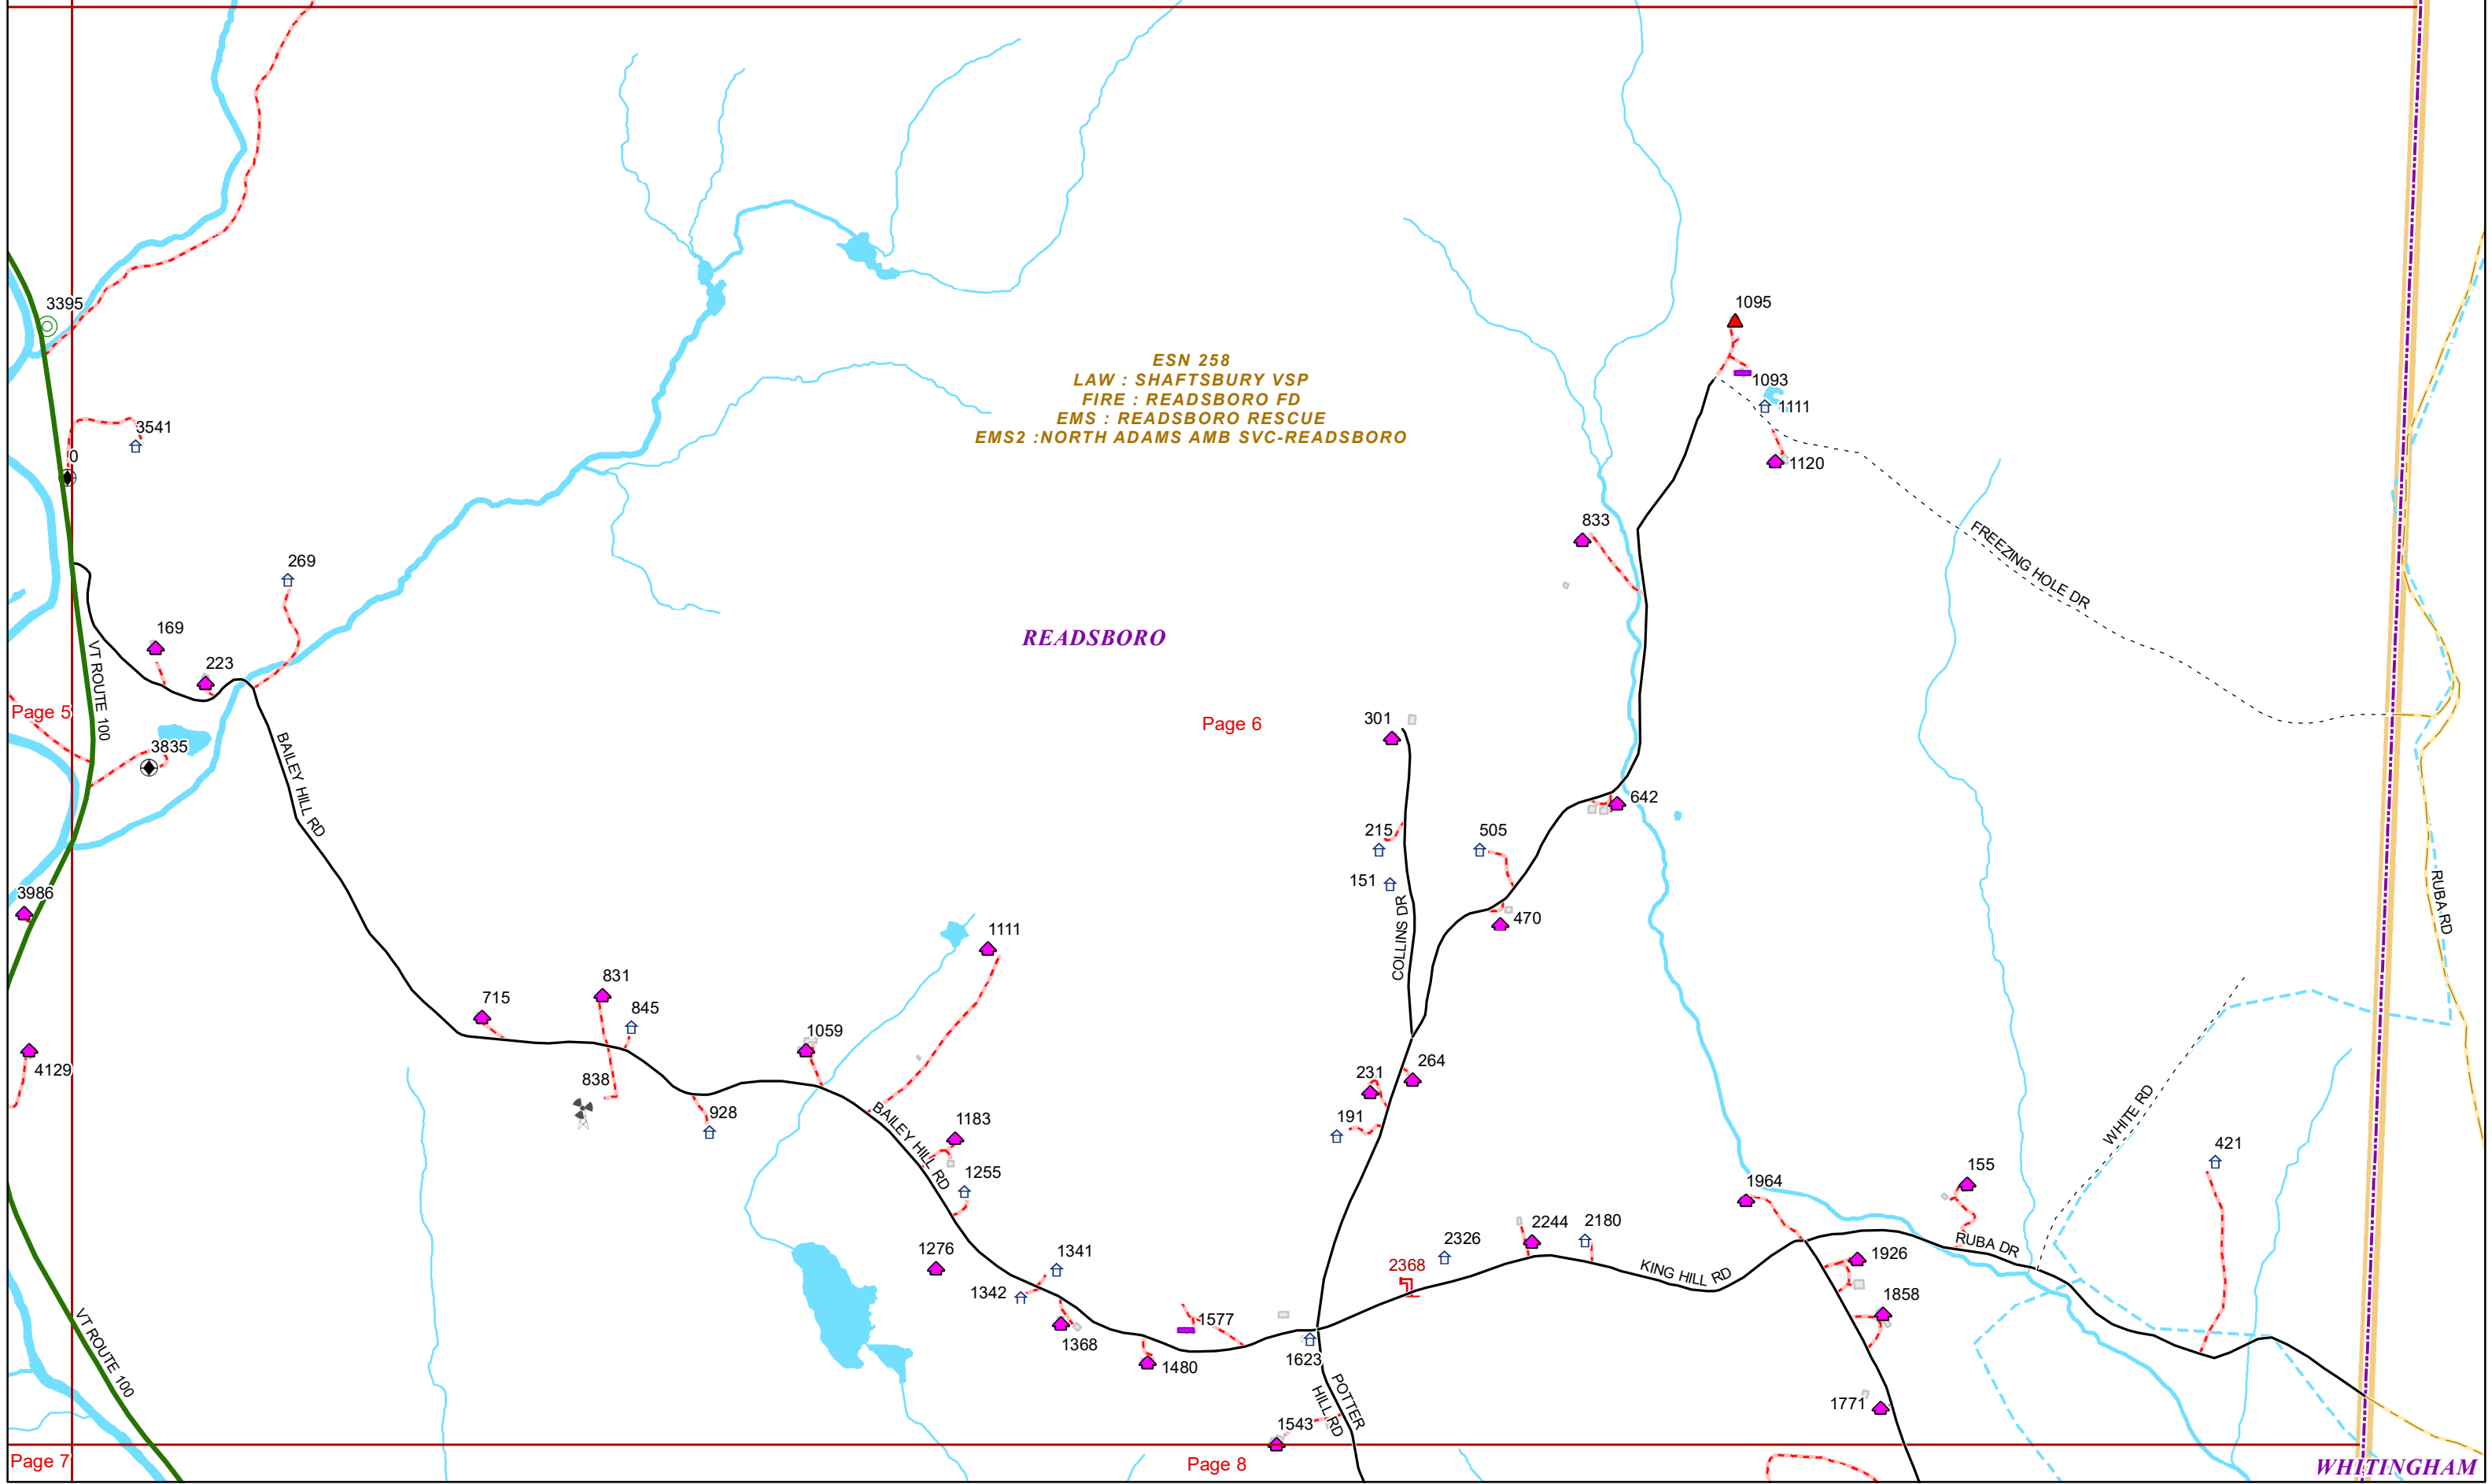 3395
1095
ESN 258
LAW : SHAFTSBURY VSP
FIRE : READSBORO FD
EMS : READSBORO RESCUE
EMS2 :NORTH ADAMS AMB SVC-READSBORO
1093
1111
3541
0
1120
833
FREEZING HOLE DR
269
169
READSBORO
223
VT ROUTE 100
Page 5
Page 6
301
3835
BAILEY HILL RD
642
215
505
151
3986
COLLINS DR
470
RUBA RD
1111
831
715
845
1059
4129
838
264
231
928
191
1183
BAILEY HILL RD
WHITE RD
421
1255
1964
155
1276
1341
2326
2244
2180
RUBA DR
1926
2368
KING HILL RD
1342
1858
1577
1368
1623
1480
VT ROUTE 100
POTTER
HILL RD
1771
1543
Page 7
Page 8
WHITINGHAM